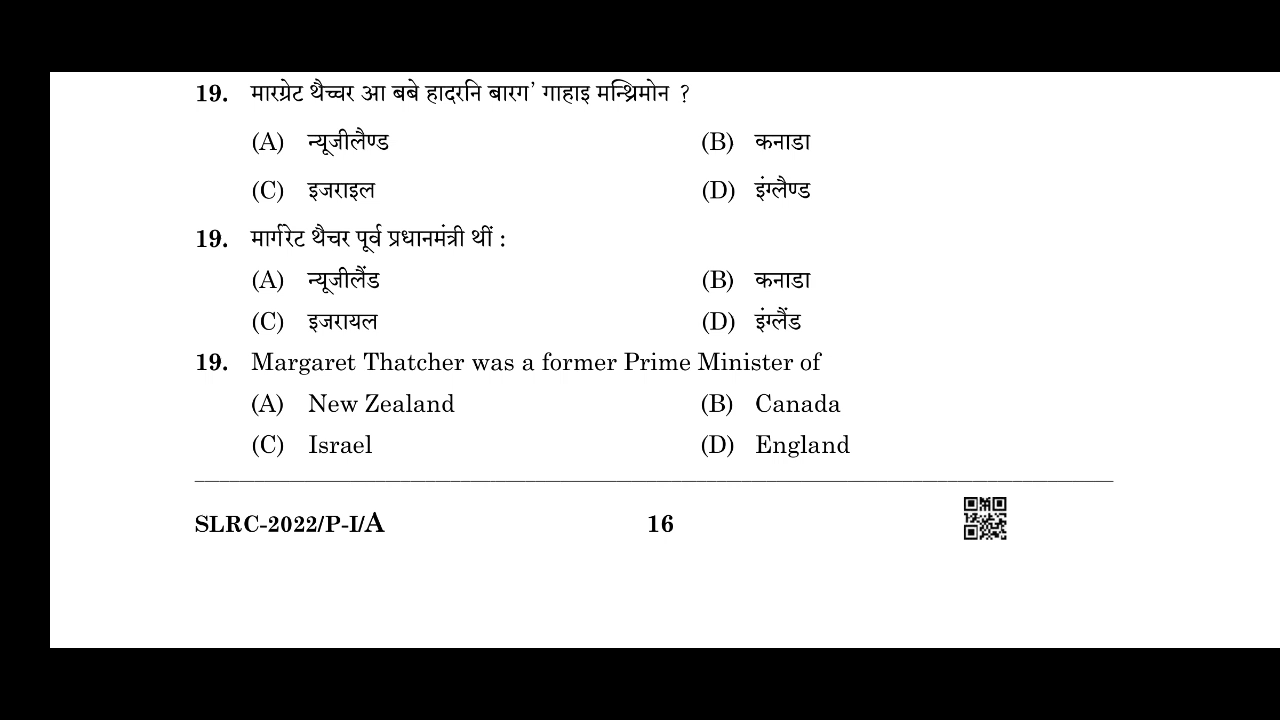 19. मारग्रेट थैच्चर आ बबे हादरनि बारग' गाहाइ मन्थ्रिमोन ?
(A) न्यूजीलैण्ड (B) कनाडा
(C) इजराइल (D) इंग्लैण्ड
19. मार्गरेट थैचर पूर्व प्रधानमंत्री थीं :
(A) न्यूजीलैंड (B) कनाडा
(C) इजरायल (D) इंग्लैंड
19. Margaret Thatcher was a former Prime Minister of
(A) New Zealand (B) Canada
(C) Israel (D) England
SLRC-2022/P-I/A 16